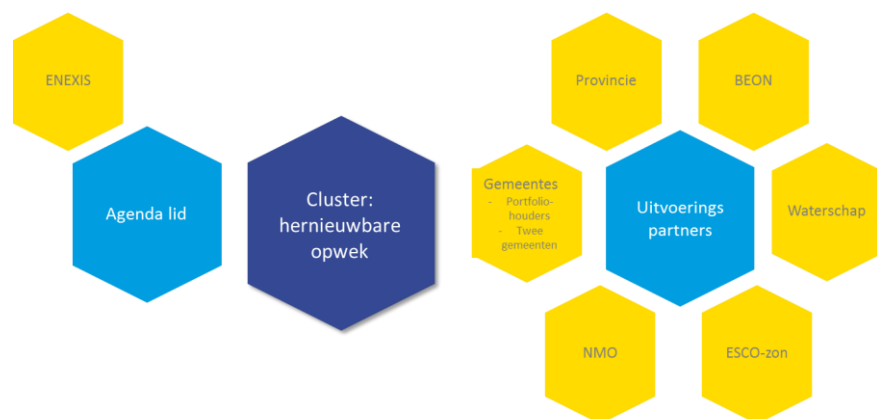 ENEXIS
Agenda lid
Cluster:
hernieuwbare
opwek
Provincie
BEON
Gemeentes
- Portfolio-
houders
- Twee
gemeenten
Uitvoerings
partners
Waterschap
NMO
ESCO-zon